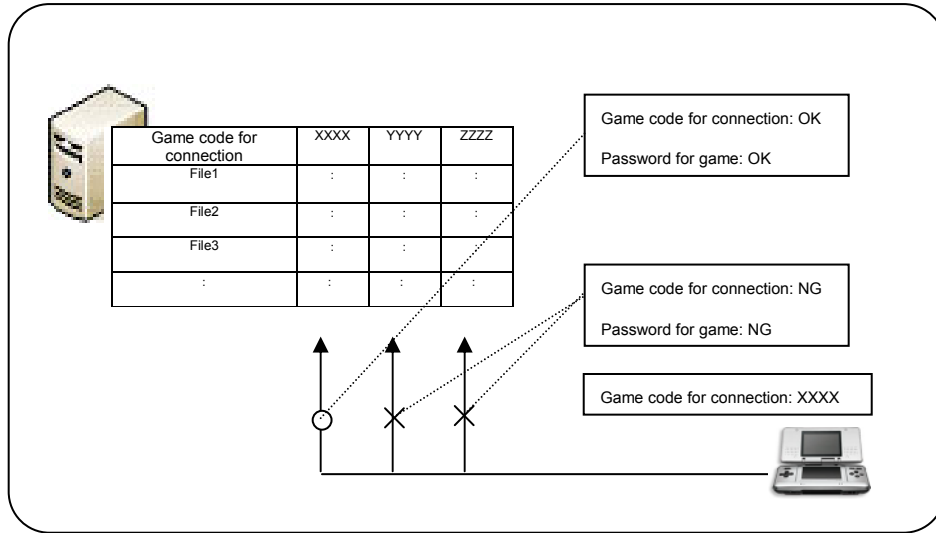 Game code for connection: OK
Password for game: OK
Game code for
connection
XXXX
YYYY
ZZZZ
File1
:
:
:
File2
:
:
:
File3
:
:
:
:
:
:
Game code for connection: NG
Password for game: NG
Game code for connection: XXXX